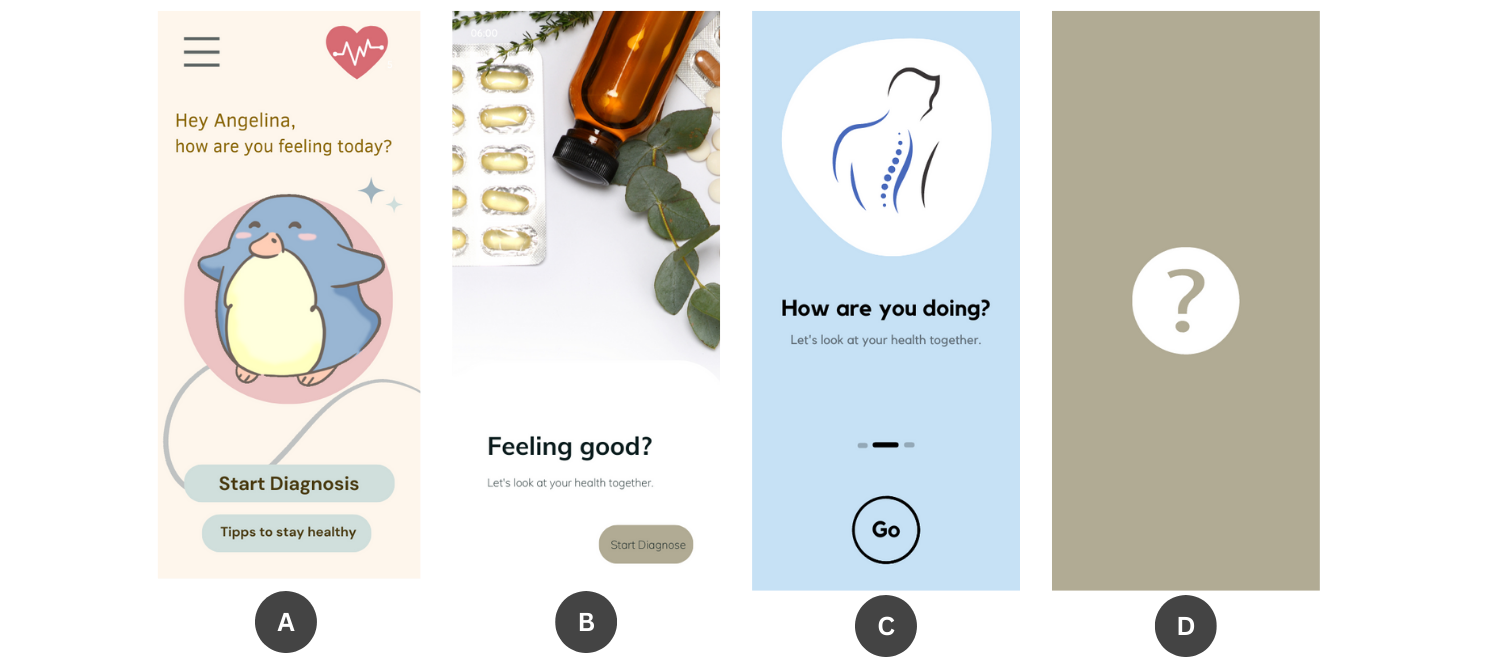 Hey Angelina,
how are you feeling today?
Start Diagnosis
Tipps to stay healthy
A
06:00
Feeling good?
Let's look at your health together.
Start Diagnose
B
How are you doing?
Let's look at your health together.
Go
C
?
D